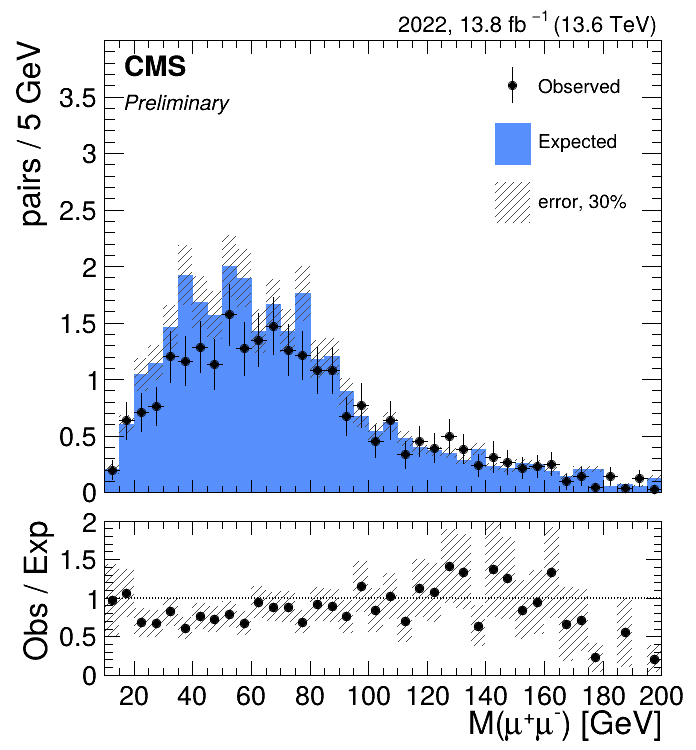 2022, 13.8 fb⁻¹ (13.6 TeV)
CMS
Preliminary
pairs / 5 GeV
Observed
Expected
error, 30%
3.5
3
2.5
2
1.5
1
0.5
0
Obs / Exp
2
1.5
1
0.5
0
20 40 60 80 100 120 140 160 180 200
M(μ⁺μ⁻) [GeV]